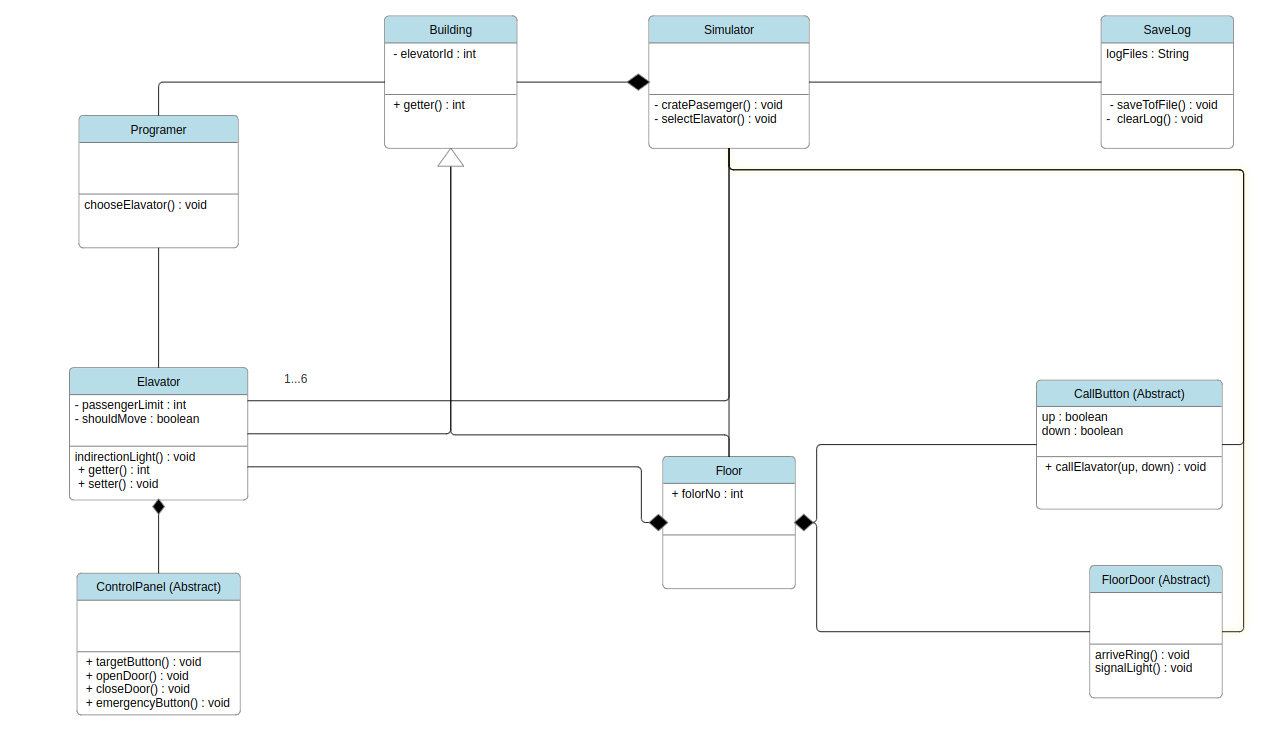 Building
- elevatorId : int
+ getter() : int
Simulator
- cratePasemger() : void
- selectElavator() : void
SaveLog
logFiles : String
- saveTofFile() : void
- clearLog() : void
Programer
chooseElavator() : void
1...6
Elavator
- passengerLimit : int
- shouldMove : boolean
indirectionLight() : void
+ getter() : int
+ setter() : void
CallButton (Abstract)
up : boolean
down : boolean
+ callElavator(up, down) : void
Floor
+ folorNo : int
ControlPanel (Abstract)
+ targetButton() : void
+ openDoor() : void
+ closeDoor() : void
+ emergencyButton() : void
FloorDoor (Abstract)
arriveRing() : void
signalLight() : void